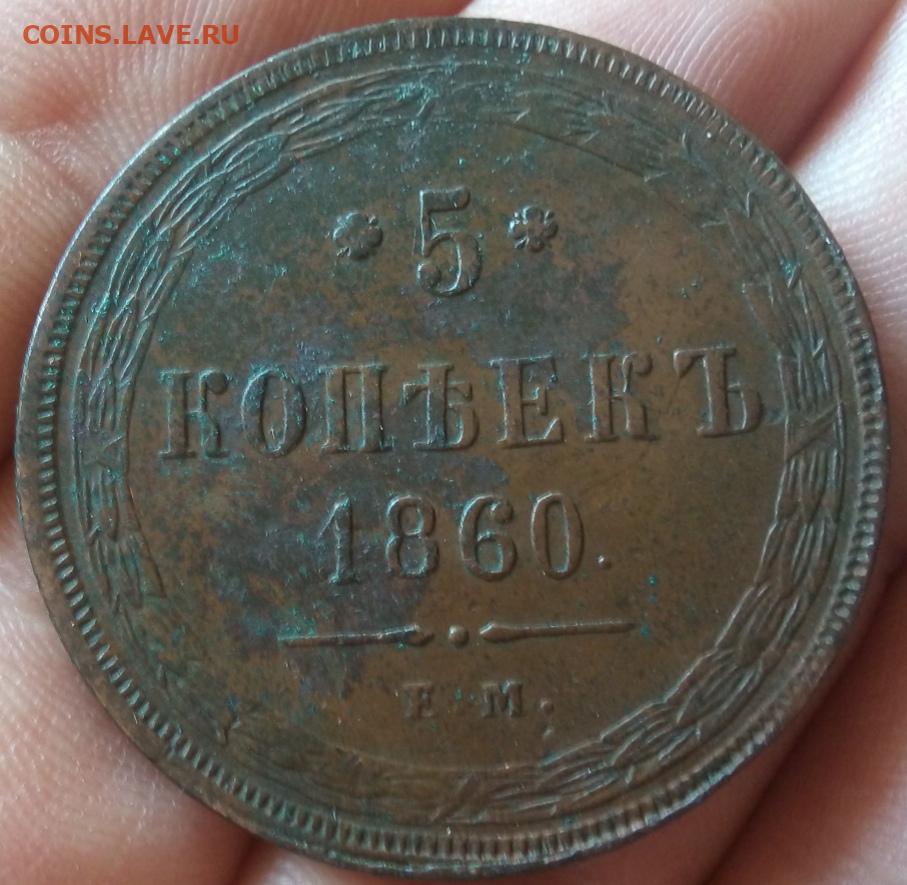 COINS.LAVE.RU
* 5 *
КОПѢЕКЪ
1860.
Е М.